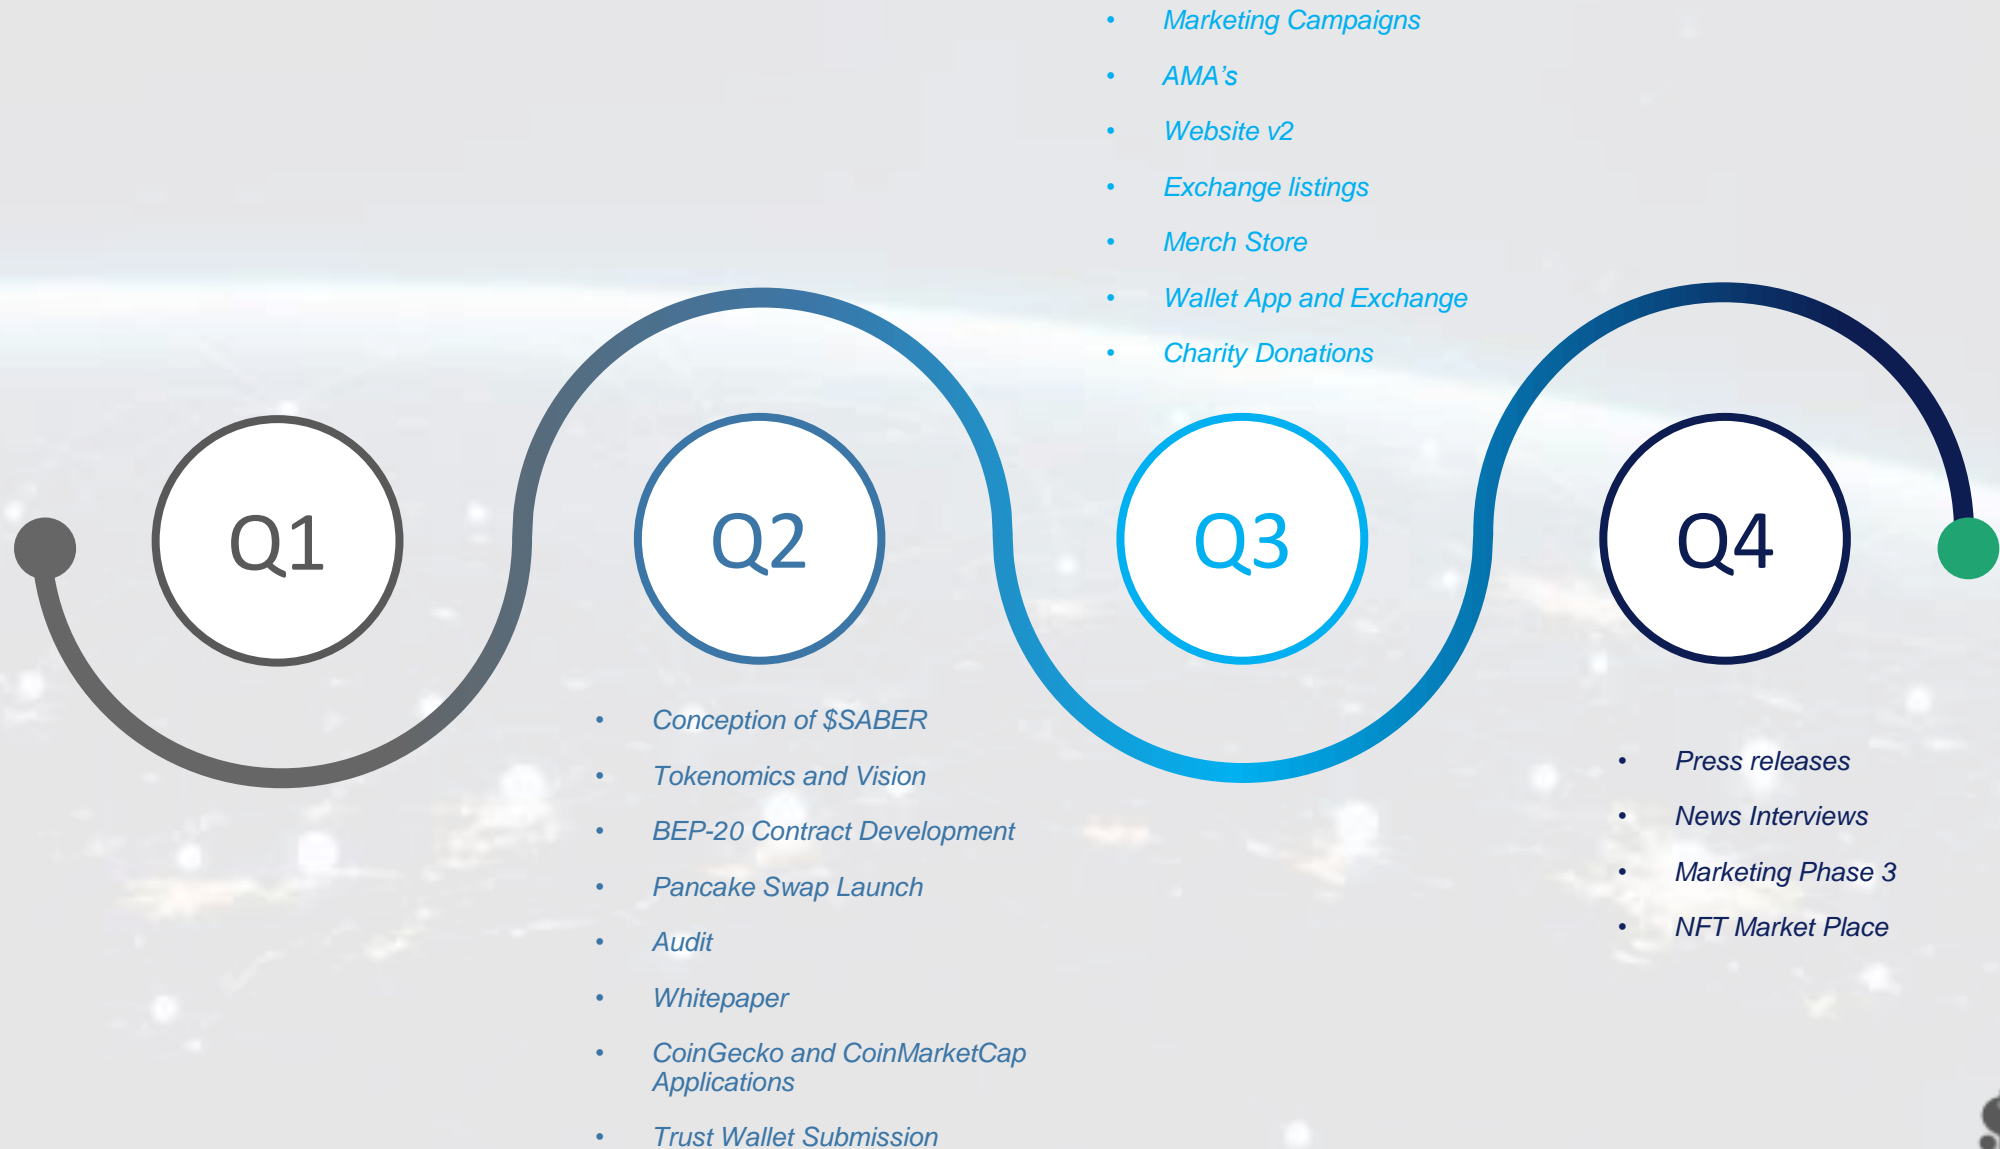 • Marketing Campaigns
• AMA’s
• Website v2
• Exchange listings
• Merch Store
• Wallet App and Exchange
• Charity Donations
Q1
Q2
Q3
Q4
• Conception of $SABER
• Tokenomics and Vision
• BEP-20 Contract Development
• Pancake Swap Launch
• Audit
• Whitepaper
• CoinGecko and CoinMarketCap
Applications
• Trust Wallet Submission
• Press releases
• News Interviews
• Marketing Phase 3
• NFT Market Place